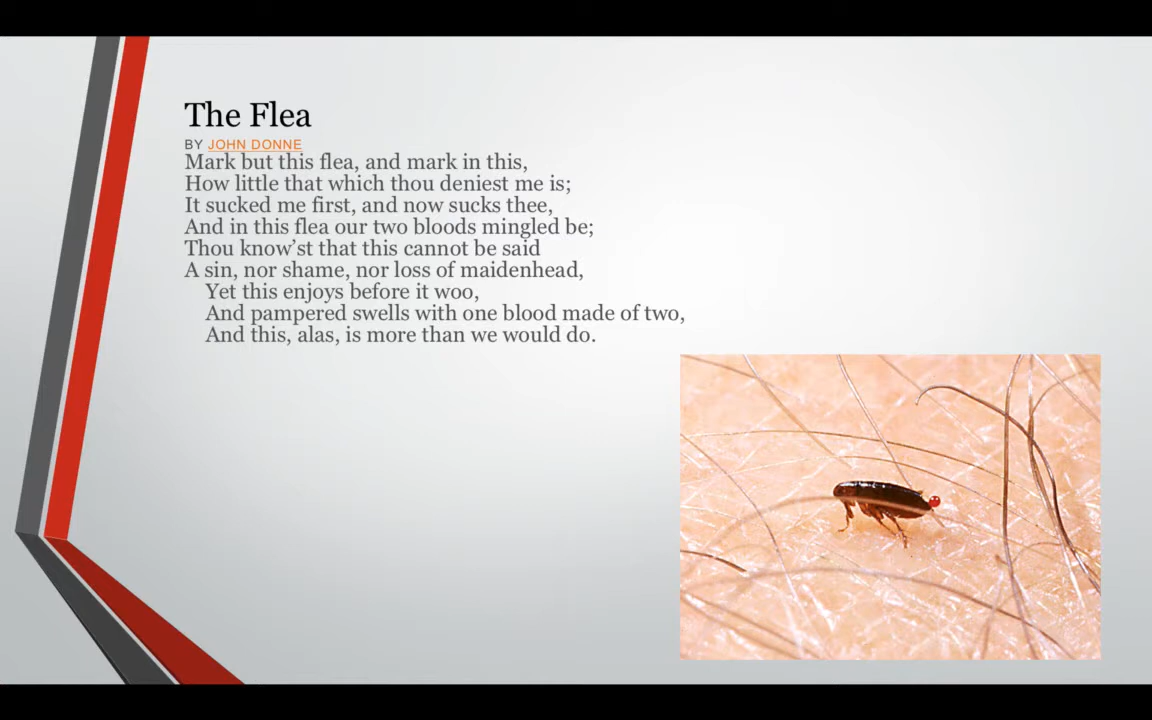 The Flea
BY JOHN DONNE
Mark but this flea, and mark in this,
How little that which thou deniest me is;
It sucked me first, and now sucks thee,
And in this flea our two bloods mingled be;
Thou know’st that this cannot be said
A sin, nor shame, nor loss of maidenhead,
Yet this enjoys before it woo,
And pampered swells with one blood made of two,
And this, alas, is more than we would do.